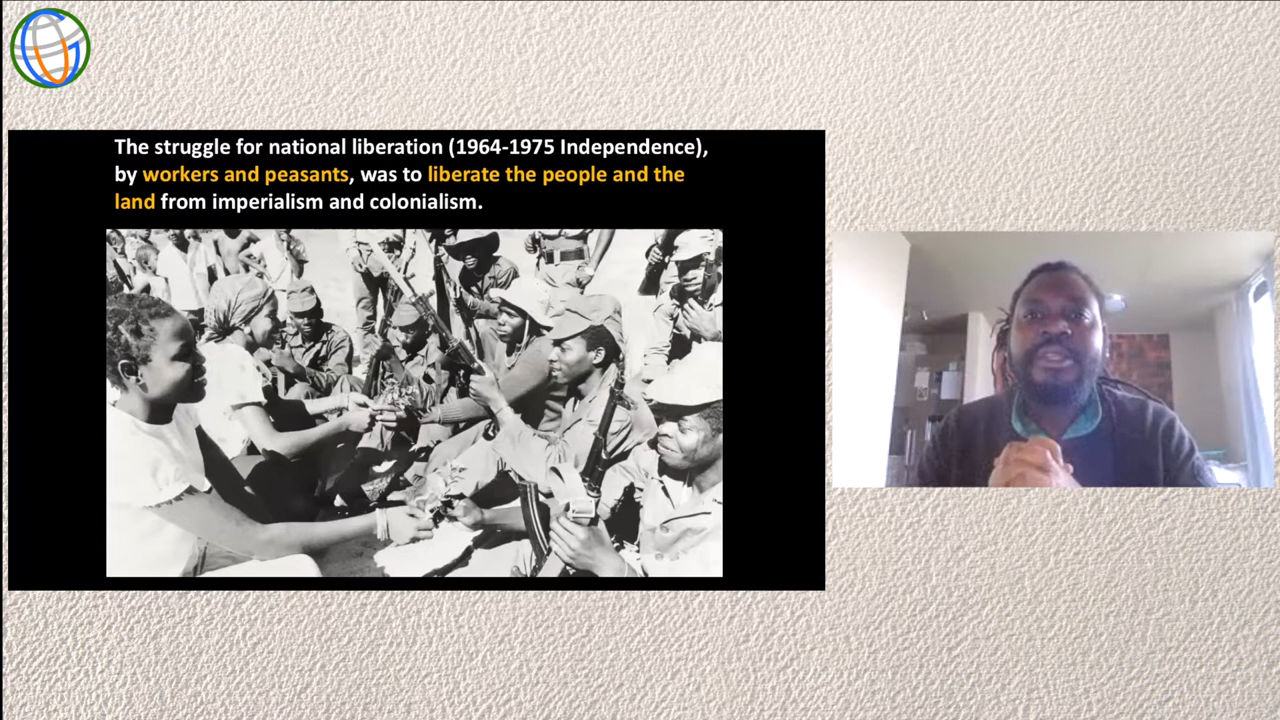 The struggle for national liberation (1964-1975 Independence),
by workers and peasants, was to liberate the people and the
land from imperialism and colonialism.